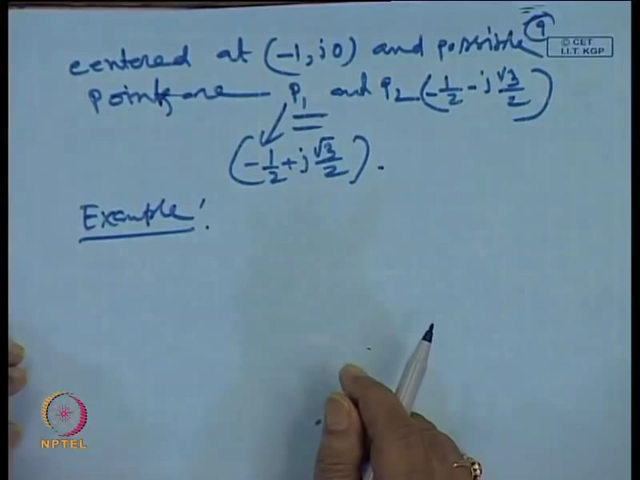 9
© CET
I.I.T. KGP
centered at (-1, j0) and possible
points are P₁ and P₂ (-1/2 - j√3/2)
(-1/2 + j√3/2).
Example:
NPTEL